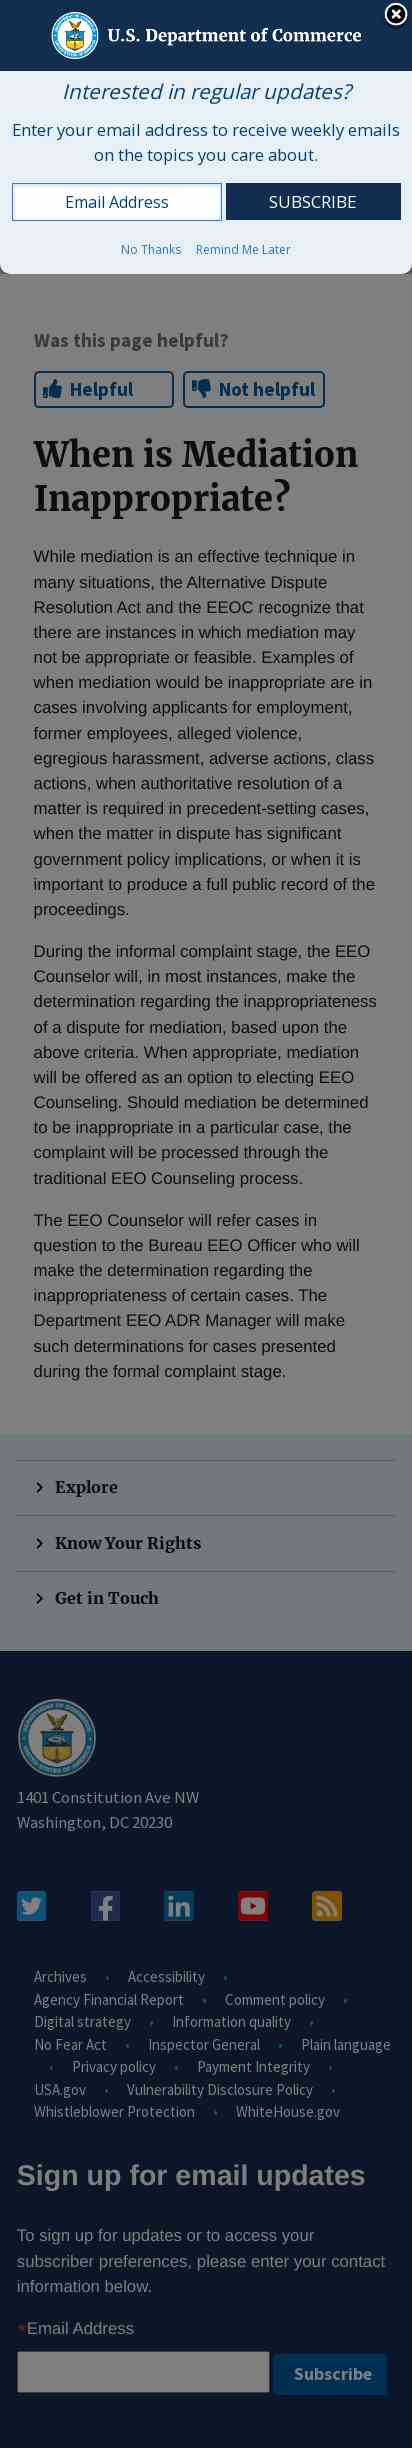 U.S. Department of Commerce
Interested in regular updates?
Enter your email address to receive weekly emails
on the topics you care about.
Email Address
SUBSCRIBE
No Thanks
Remind Me Later
Was this page helpful?
Helpful
Not helpful
When is Mediation
Inappropriate?
While mediation is an effective technique in
many situations, the Alternative Dispute
Resolution Act and the EEOC recognize that
there are instances in which mediation may
not be appropriate or feasible. Examples of
when mediation would be inappropriate are in
cases involving applicants for employment,
former employees, alleged violence,
egregious harassment, adverse actions, class
actions, when authoritative resolution of a
matter is required in precedent-setting cases,
when the matter in dispute has significant
government policy implications, or when it is
important to produce a full public record of the
proceedings.
During the informal complaint stage, the EEO
Counselor will, in most instances, make the
determination regarding the inappropriateness
of a dispute for mediation, based upon the
above criteria. When appropriate, mediation
will be offered as an option to electing EEO
Counseling. Should mediation be determined
to be inappropriate in a particular case, the
complaint will be processed through the
traditional EEO Counseling process.
The EEO Counselor will refer cases in
question to the Bureau EEO Officer who will
make the determination regarding the
inappropriateness of certain cases. The
Department EEO ADR Manager will make
such determinations for cases presented
during the formal complaint stage.
Explore
Know Your Rights
Get in Touch
1401 Constitution Ave NW
Washington, DC 20230
Archives • Accessibility •
Agency Financial Report • Comment policy •
Digital strategy • Information quality •
No Fear Act • Inspector General • Plain language
• Privacy policy • Payment Integrity •
USA.gov • Vulnerability Disclosure Policy •
Whistleblower Protection • WhiteHouse.gov
Sign up for email updates
To sign up for updates or to access your
subscriber preferences, please enter your contact
information below.
*Email Address
Subscribe